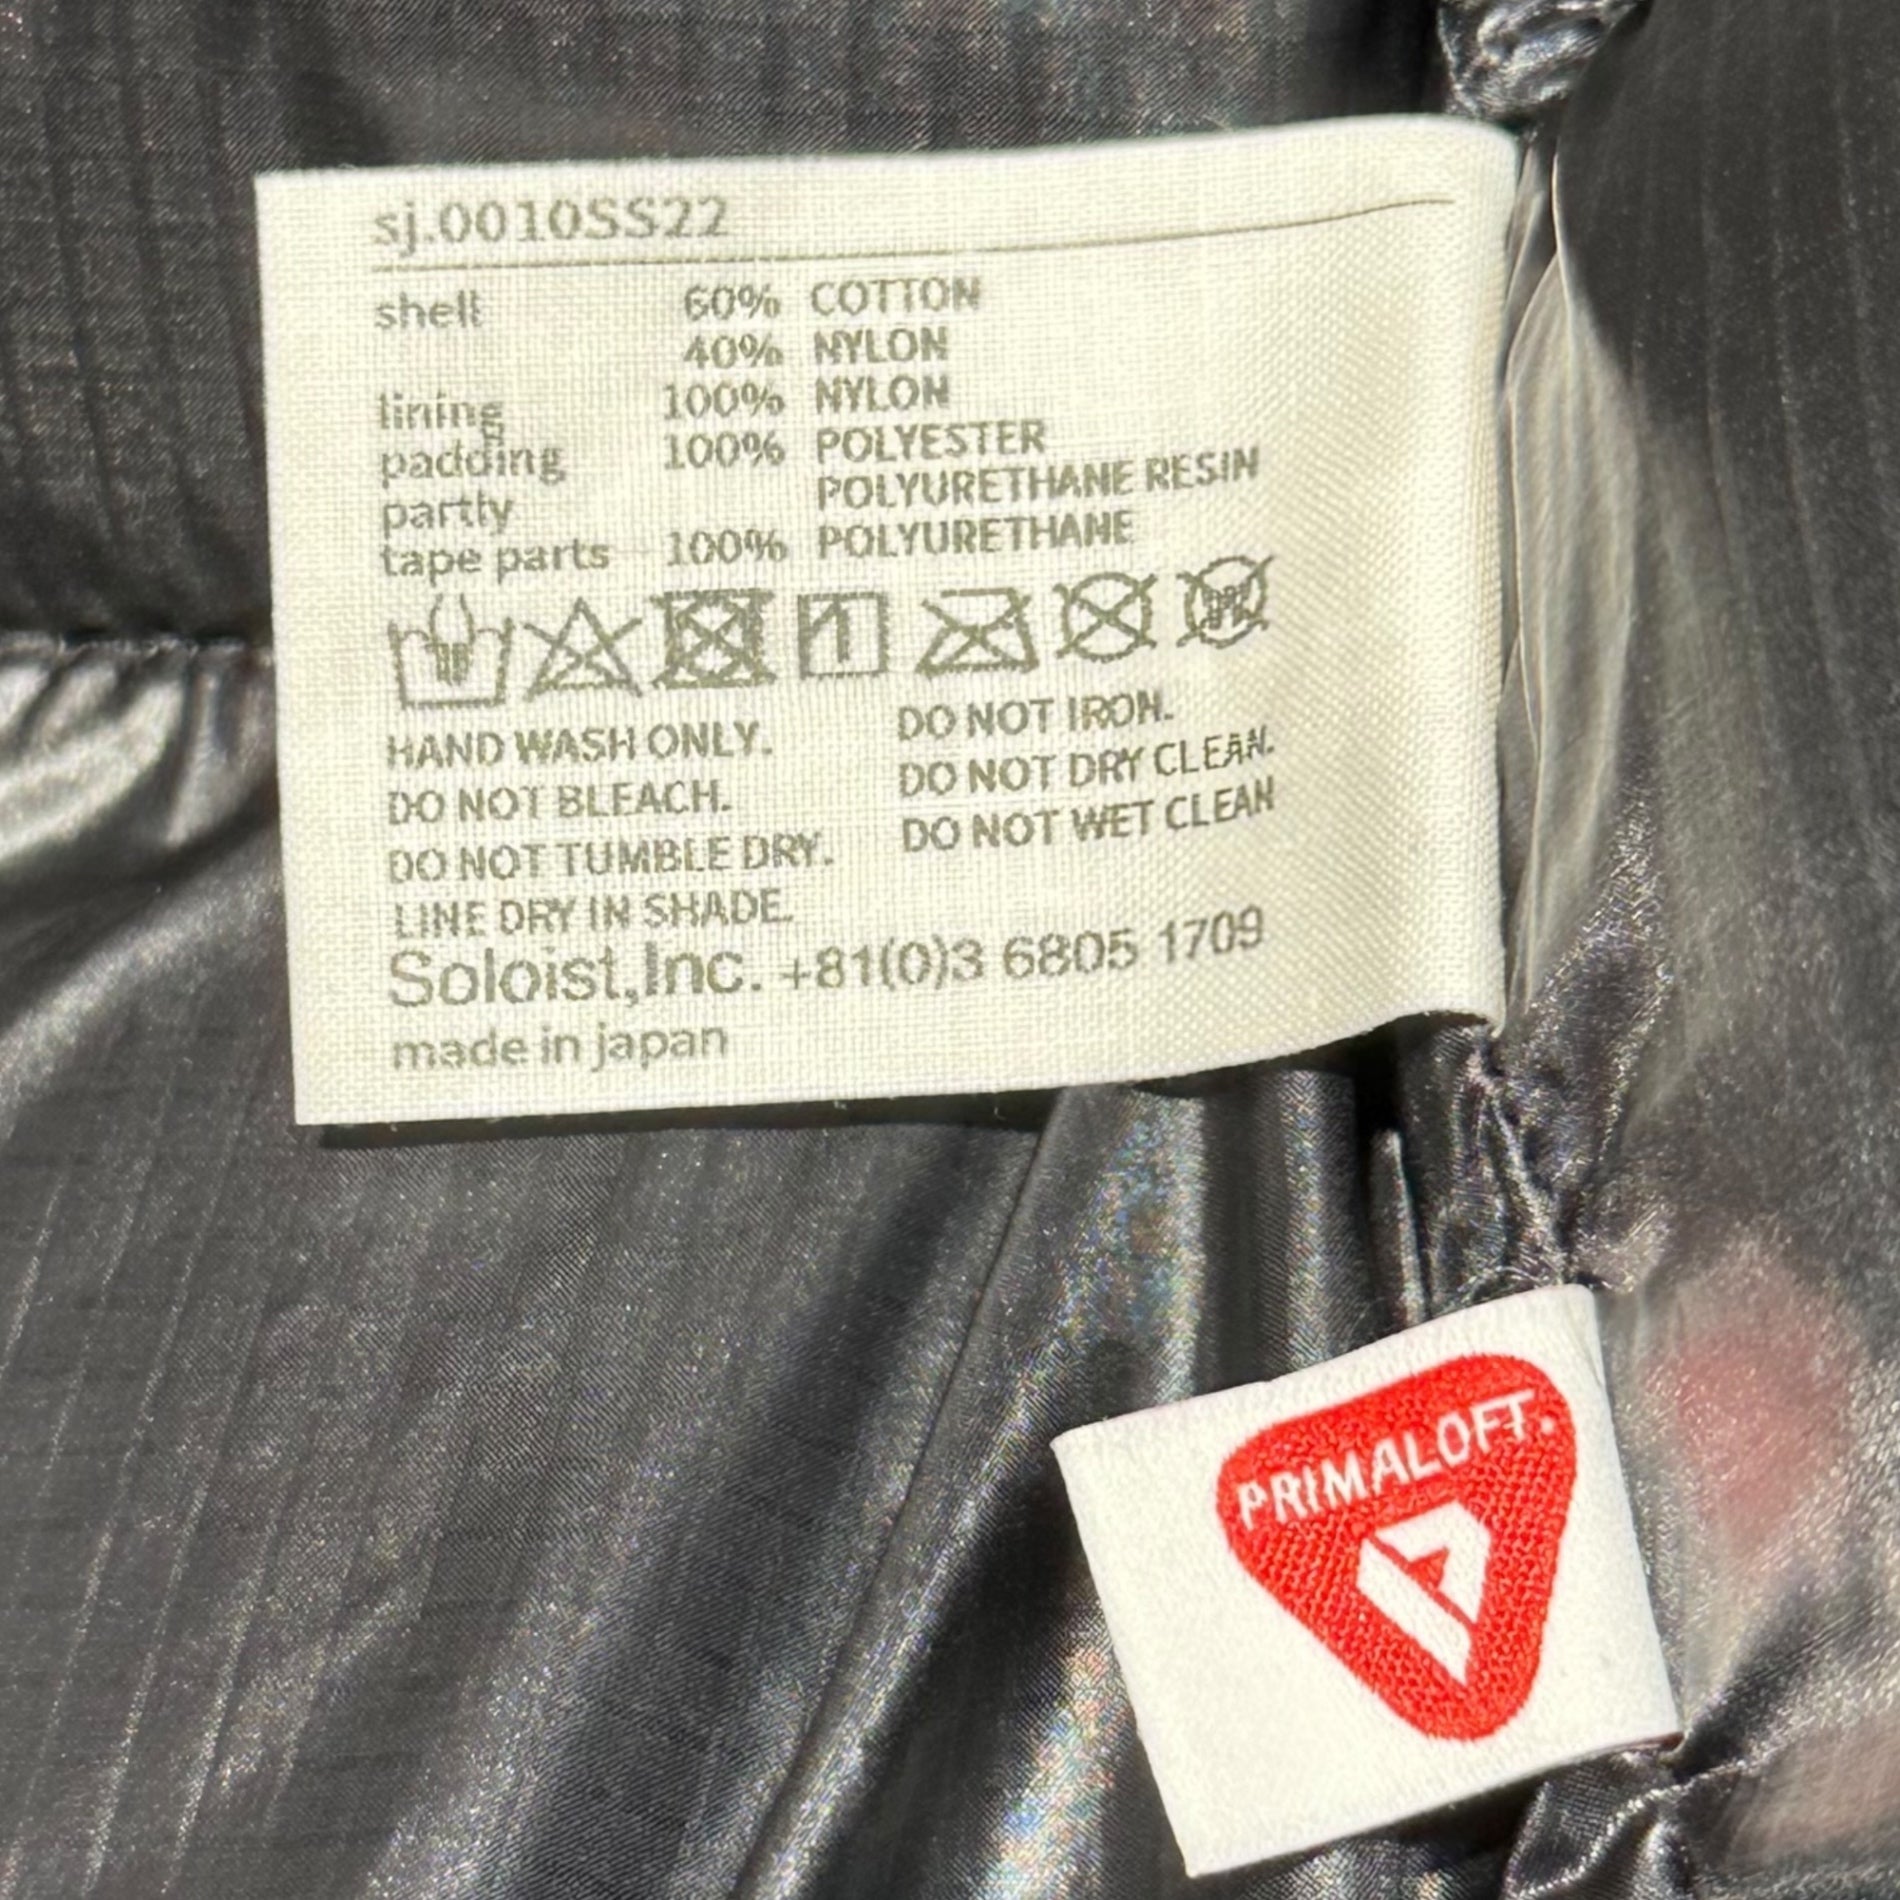 sj.0010SS22
shell 60% COTTON
40% NYLON
lining 100% NYLON
padding 100% POLYESTER
partly POLYURETHANE RESIN
tape parts 100% POLYURETHANE
HAND WASH ONLY. DO NOT IRON.
DO NOT BLEACH. DO NOT DRY CLEAN.
DO NOT TUMBLE DRY. DO NOT WET CLEAN
LINE DRY IN SHADE.
Soloist,Inc. +81(0)3 6805 1709
made in japan
PRIMALOFT.